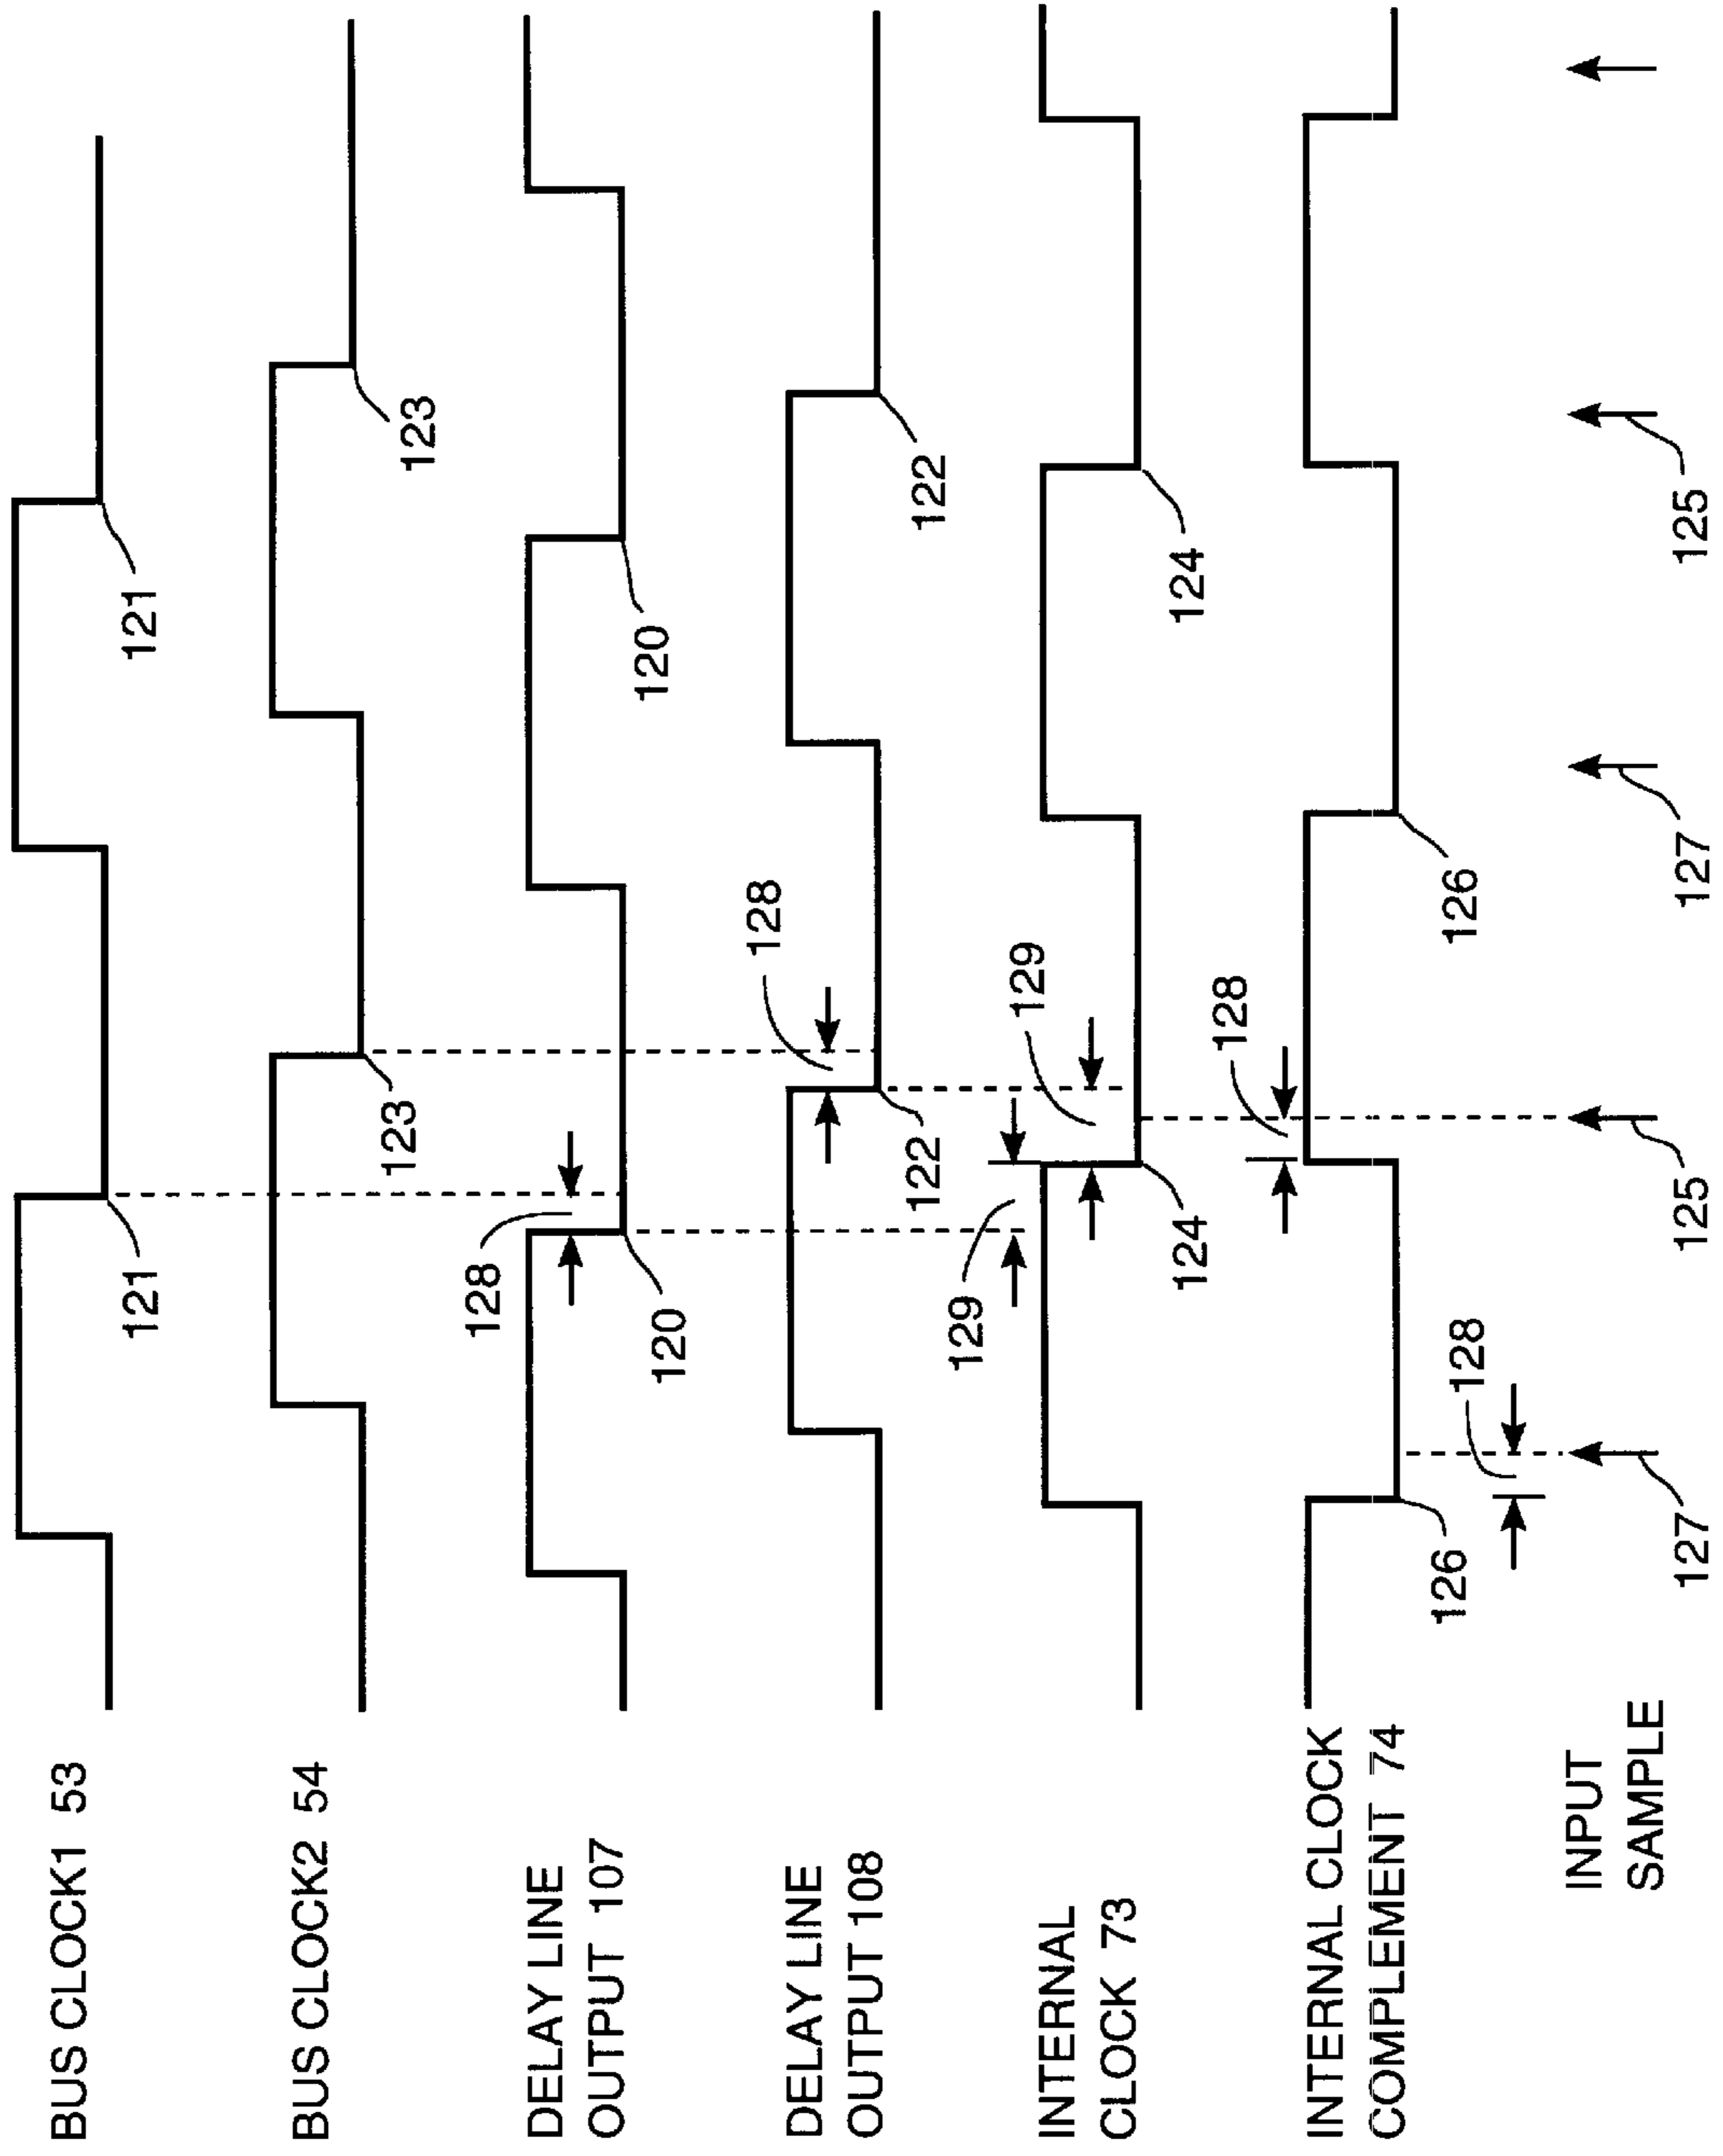 BUS CLOCK1 53
121
121
BUS CLOCK2 54
123
123
DELAY LINE
OUTPUT 107
128
120
120
DELAY LINE
OUTPUT 108
128
122
122
INTERNAL
CLOCK 73
129
129
124
124
INTERNAL CLOCK
COMPLEMENT 74
128
126
128
126
INPUT
SAMPLE
127
125
127
125